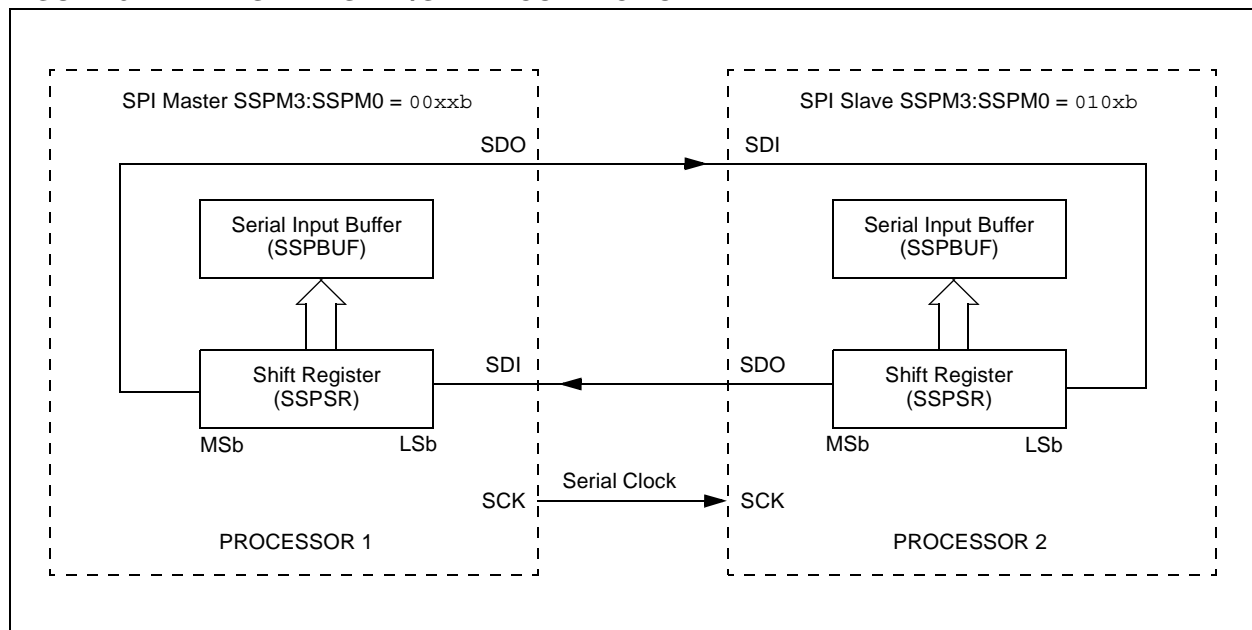 SPI Master SSPM3:SSPM0 = 00xxb
SDO
Serial Input Buffer
(SSPBUF)
Shift Register
(SSPSR)
MSb
LSb
SDI
SCK
PROCESSOR 1
Serial Clock
SPI Slave SSPM3:SSPM0 = 010xb
SDI
Serial Input Buffer
(SSPBUF)
SDO
Shift Register
(SSPSR)
MSb
LSb
SCK
PROCESSOR 2